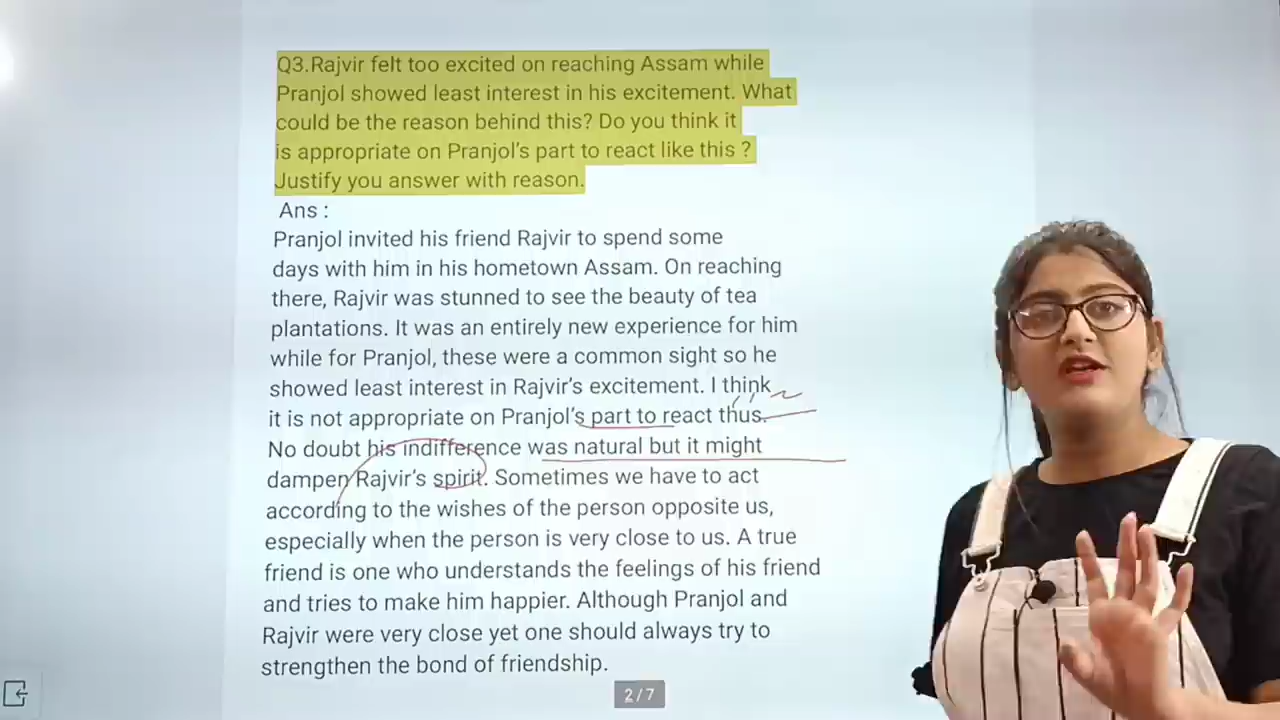 Q3.Rajvir felt too excited on reaching Assam while
Pranjol showed least interest in his excitement. What
could be the reason behind this? Do you think it
is appropriate on Pranjol's part to react like this ?
Justify you answer with reason.
Ans :
Pranjol invited his friend Rajvir to spend some
days with him in his hometown Assam. On reaching
there, Rajvir was stunned to see the beauty of tea
plantations. It was an entirely new experience for him
while for Pranjol, these were a common sight so he
showed least interest in Rajvir's excitement. I think
it is not appropriate on Pranjol's part to react thus.
No doubt his indifference was natural but it might
dampen Rajvir's spirit. Sometimes we have to act
according to the wishes of the person opposite us,
especially when the person is very close to us. A true
friend is one who understands the feelings of his friend
and tries to make him happier. Although Pranjol and
Rajvir were very close yet one should always try to
strengthen the bond of friendship.
2/7